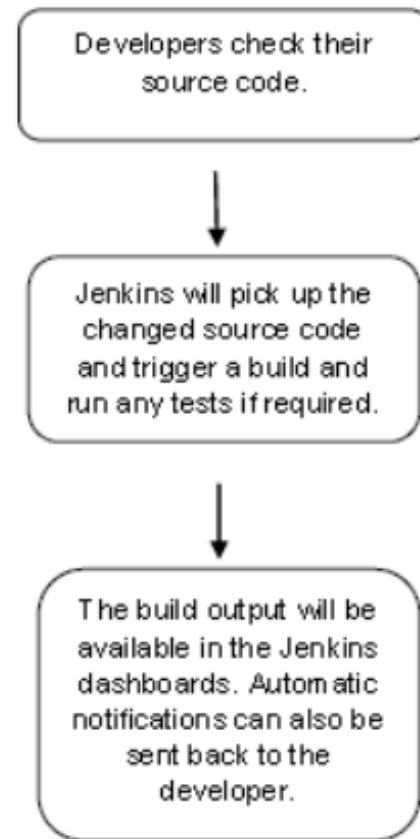 Developers check their
source code.
Jenkins will pick up the
changed source code
and trigger a build and
run any tests if required.
The build output will be
available in the Jenkins
dashboards. Automatic
notifications can also be
sent back to the
developer.